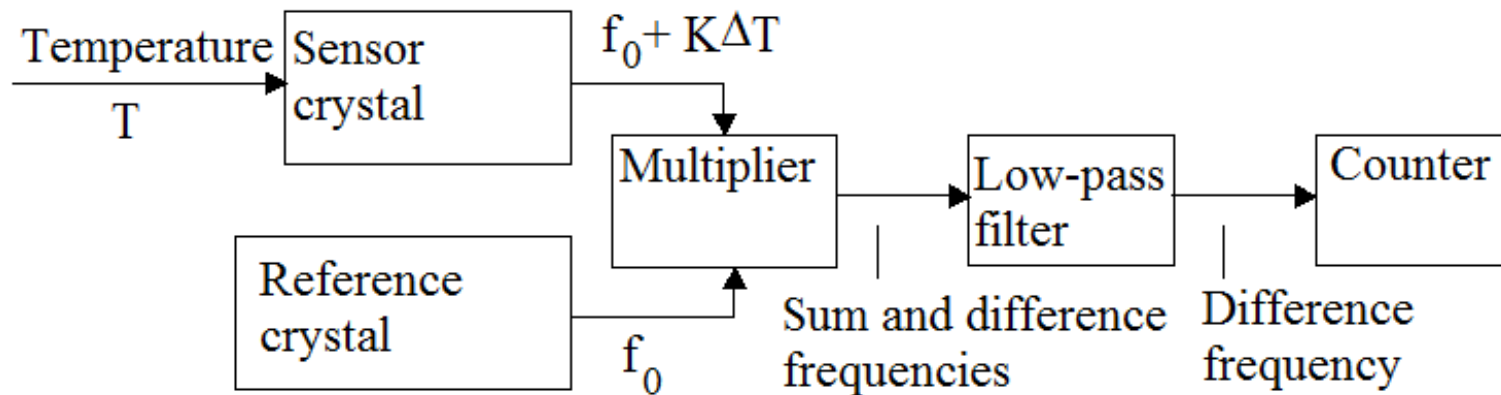 Temperature
T
Sensor
crystal
f₀+ KΔT
Multiplier
Low-pass
filter
Counter
Reference
crystal
f₀
Sum and difference
frequencies
Difference
frequency